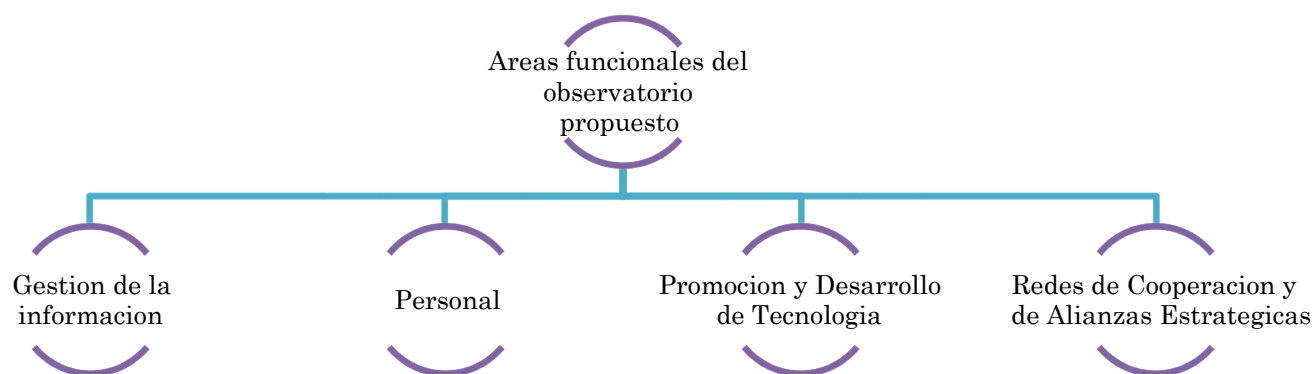 Areas funcionales del
observatorio
propuesto
Gestion de la
informacion
Personal
Promocion y Desarrollo
de Tecnologia
Redes de Cooperacion y
de Alianzas Estrategicas